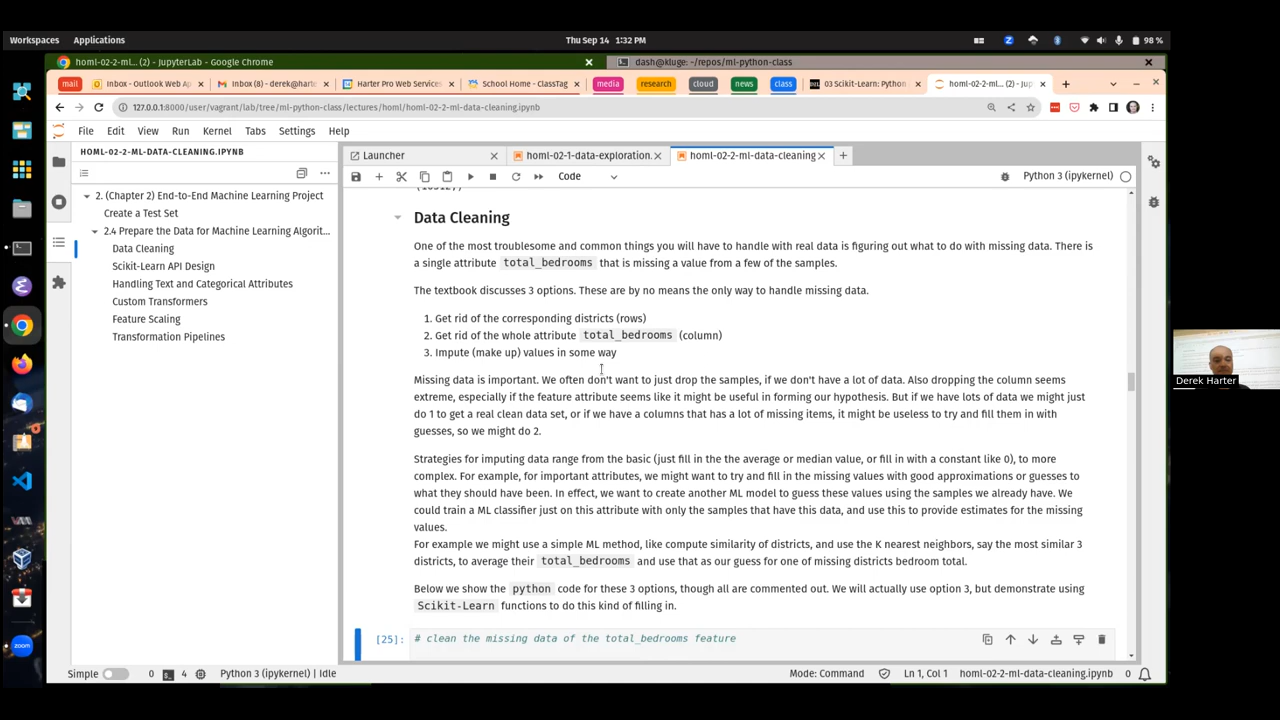 Workspaces Applications Thu Sep 14 1:32 PM 98 %
homl-02-2-ml-... (2) - JupyterLab - Google Chrome dash@kluge: ~/repos/ml-python-class
mail Inbox - Outlook Web Ap Inbox (8) - derek@harto Harter Pro Web Services School Home - ClassTag media research cloud news class 03 Scikit-Learn: Python homl-02-2-ml-... (2) - Jup
127.0.0.1:8000/user/vagrant/lab/tree/ml-python-class/lectures/homl/homl-02-2-ml-data-cleaning.ipynb
File Edit View Run Kernel Tabs Settings Help
HOML-02-2-ML-DATA-CLEANING.IPYNB
Launcher homl-02-1-data-exploration. homl-02-2-ml-data-cleaning
Code Python 3 (ipykernel)
2. (Chapter 2) End-to-End Machine Learning Project
Create a Test Set
2.4 Prepare the Data for Machine Learning Algorit...
Data Cleaning
Scikit-Learn API Design
Handling Text and Categorical Attributes
Custom Transformers
Feature Scaling
Transformation Pipelines
Data Cleaning
One of the most troublesome and common things you will have to handle with real data is figuring out what to do with missing data. There is
a single attribute total_bedrooms that is missing a value from a few of the samples.
The textbook discusses 3 options. These are by no means the only way to handle missing data.
1. Get rid of the corresponding districts (rows)
2. Get rid of the whole attribute total_bedrooms (column)
3. Impute (make up) values in some way
Missing data is important. We often don't want to just drop the samples, if we don't have a lot of data. Also dropping the column seems
extreme, especially if the feature attribute seems like it might be useful in forming our hypothesis. But if we have lots of data we might just
do 1 to get a real clean data set, or if we have a columns that has a lot of missing items, it might be useless to try and fill them in with
guesses, so we might do 2.
Strategies for imputing data range from the basic (just fill in the the average or median value, or fill in with a constant like 0), to more
complex. For example, for important attributes, we might want to try and fill in the missing values with good approximations or guesses to
what they should have been. In effect, we want to create another ML model to guess these values using the samples we already have. We
could train a ML classifier just on this attribute with only the samples that have this data, and use this to provide estimates for the missing
values.
For example we might use a simple ML method, like compute similarity of districts, and use the K nearest neighbors, say the most similar 3
districts, to average their total_bedrooms and use that as our guess for one of missing districts bedroom total.
Below we show the python code for these 3 options, though all are commented out. We will actually use option 3, but demonstrate using
Scikit-Learn functions to do this kind of filling in.
[25]: # clean the missing data of the total_bedrooms feature
Simple 0 4 Python 3 (ipykernel) | Idle Mode: Command Ln 1, Col 1 homl-02-2-ml-data-cleaning.ipynb 0
Derek Harter
zoom